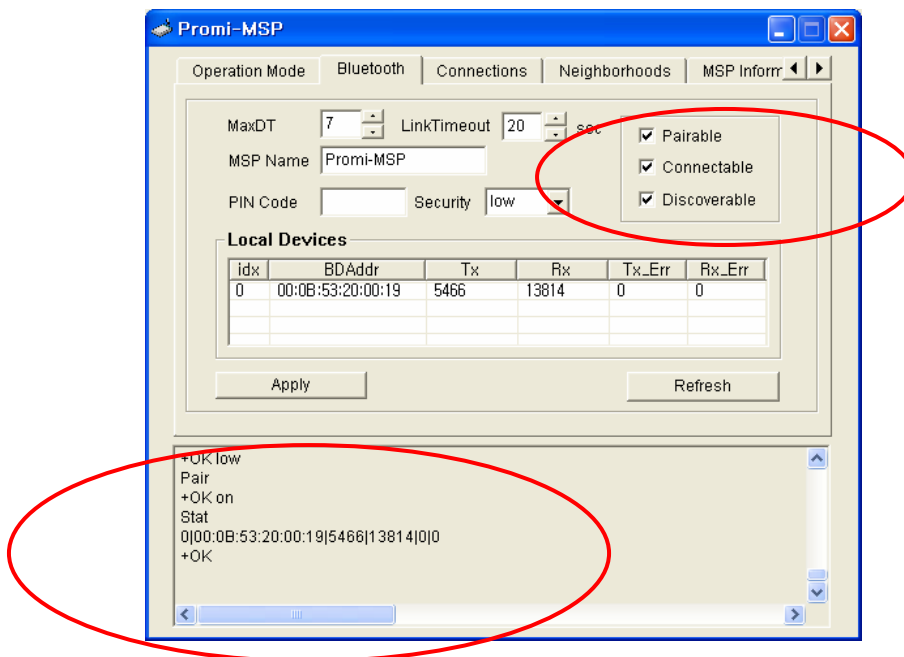 Promi-MSP
Operation Mode Bluetooth Connections Neighborhoods MSP Inform
MaxDT 7 LinkTimeout 20 sec
MSP Name Promi-MSP
PIN Code Security low
Pairable
Connectable
Discoverable
Local Devices
idx BDAddr Tx Rx Tx_Err Rx_Err
0 00:0B:53:20:00:19 5466 13814 0 0
Apply Refresh
+OK low
Pair
+OK on
Stat
0|00:0B:53:20:00:19|5466|13814|0|0
+OK